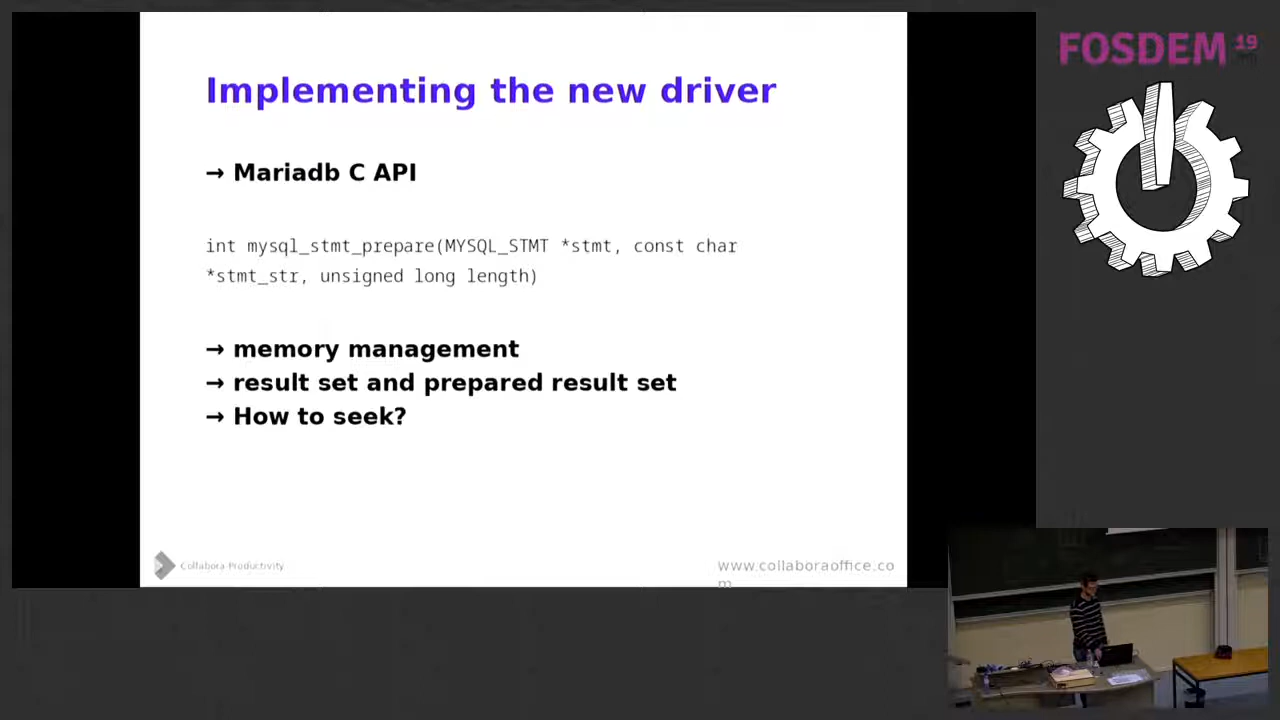 Implementing the new driver
→ Mariadb C API
int mysql_stmt_prepare(MYSQL_STMT *stmt, const char
*stmt_str, unsigned long length)
→ memory management
→ result set and prepared result set
→ How to seek?
Collabora Productivity
www.collaboraoffice.co
m
FOSDEM 19